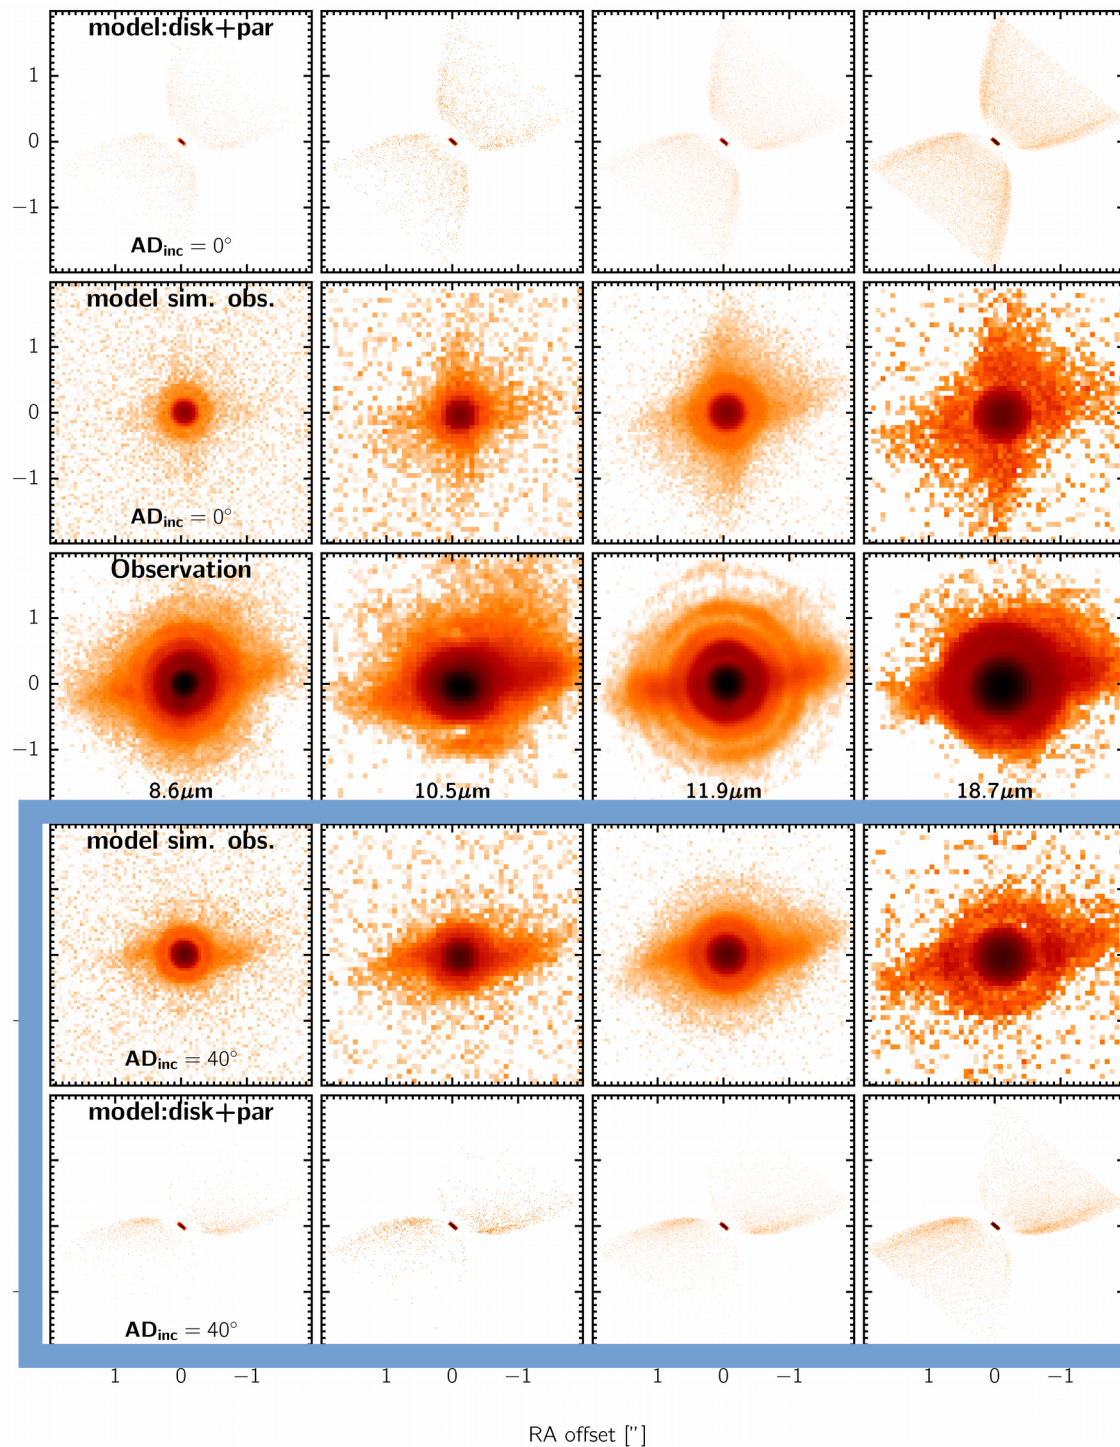 model:disk+par
1
0
−1
AD_inc = 0°
model sim. obs.
1
0
−1
AD_inc = 0°
Observation
1
0
−1
8.6μm 10.5μm 11.9μm 18.7μm
model sim. obs.
AD_inc = 40°
model:disk+par
AD_inc = 40°
1 0 −1 1 0 −1 1 0 −1 1 0 −1
RA offset ["]